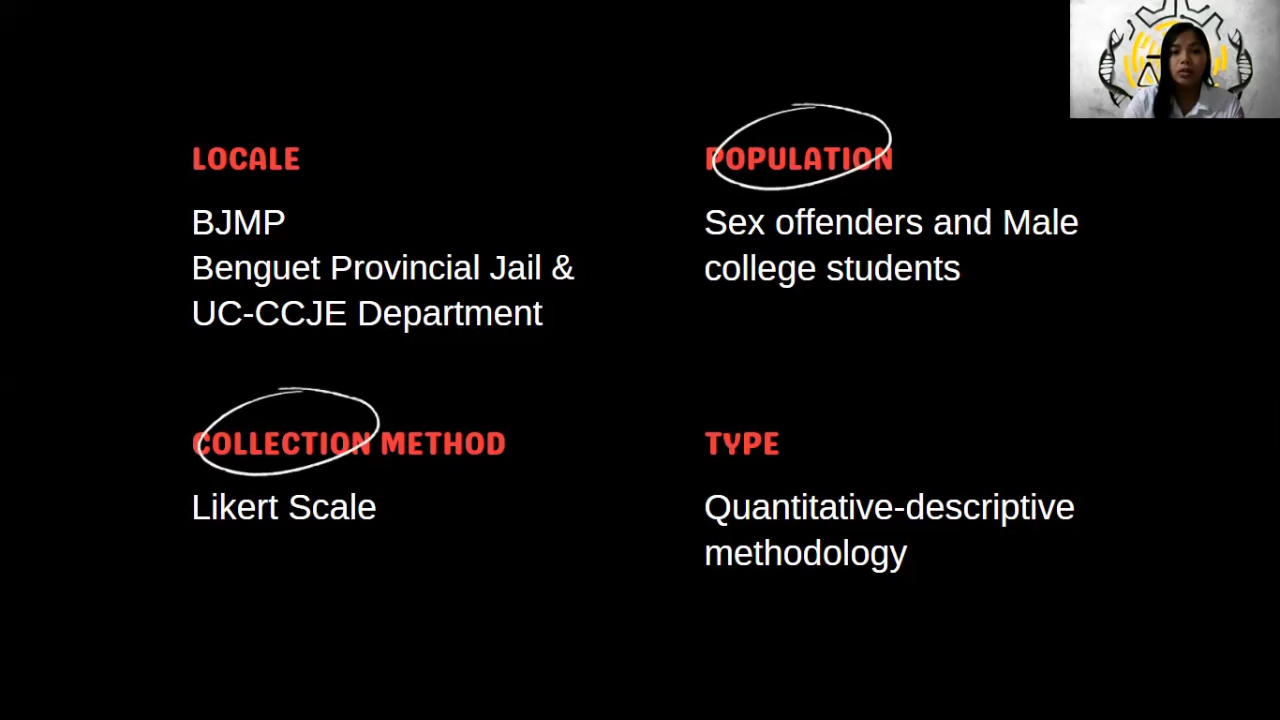 LOCALE
BJMP
Benguet Provincial Jail &
UC-CCJE Department
POPULATION
Sex offenders and Male
college students
COLLECTION METHOD
Likert Scale
TYPE
Quantitative-descriptive
methodology